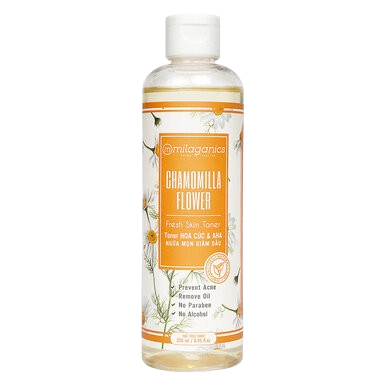 milaganics
CHAMOMILLA
FLOWER
Fresh Skin Toner
Toner HOA CÚC & AHA
NGỪA MỤN GIẢM DẦU
Prevent Acne
Remove Oil
No Paraben
No Alcohol